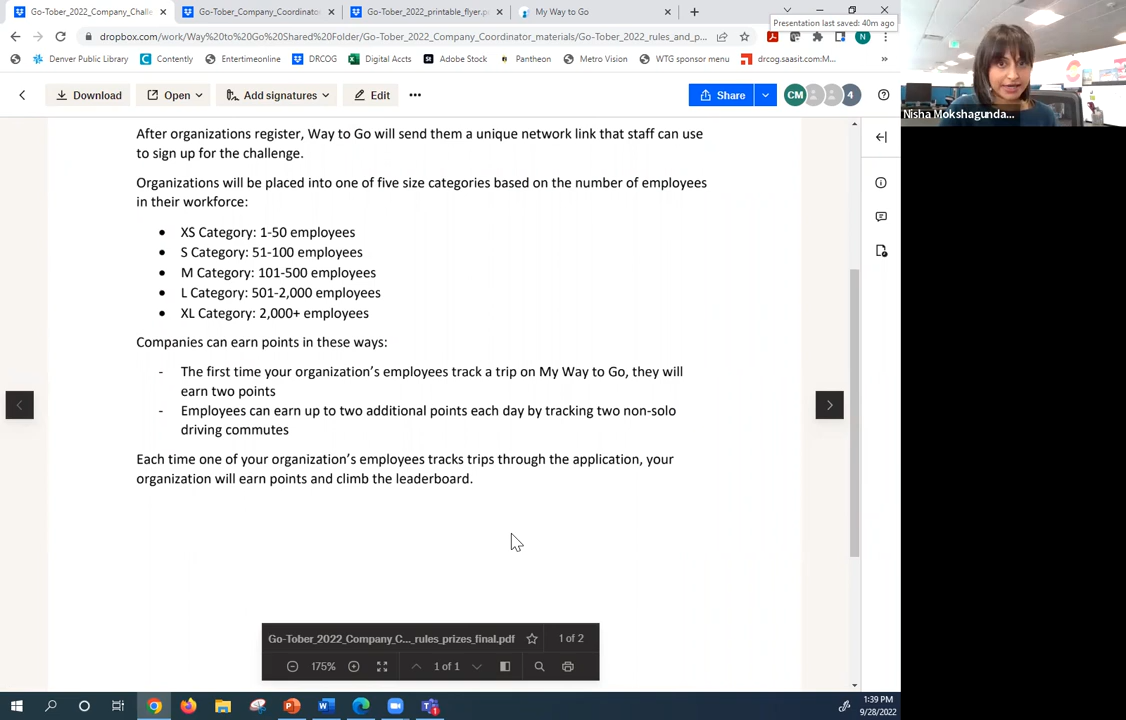 Go-Tober_2022_Company_Challe
Go-Tober_Company_Coordinator
Go-Tober_2022_printable_flyer.p
My Way to Go
Presentation last saved: 40m ago
dropbox.com/work/Way%20to%20Go%20Shared%20Folder/Go-Tober_2022_Company_Coordinator_materials/Go-Tober_2022_rules_and_p...
N
Denver Public Library
Contently
Entertimeonline
DRCOG
Digital Accts
St
Adobe Stock
Pantheon
Metro Vision
WTG sponsor menu
drcog.saasit.com:M...
»
Download
Open
Add signatures
Edit
Share
CM
4
Nisha Mokshagunda...
After organizations register, Way to Go will send them a unique network link that staff can use
to sign up for the challenge.
Organizations will be placed into one of five size categories based on the number of employees
in their workforce:
• XS Category: 1-50 employees
• S Category: 51-100 employees
• M Category: 101-500 employees
• L Category: 501-2,000 employees
• XL Category: 2,000+ employees
Companies can earn points in these ways:
- The first time your organization's employees track a trip on My Way to Go, they will
earn two points
- Employees can earn up to two additional points each day by tracking two non-solo
driving commutes
Each time one of your organization's employees tracks trips through the application, your
organization will earn points and climb the leaderboard.
Go-Tober_2022_Company_C..._rules_prizes_final.pdf
1 of 2
175%
1 of 1
1:39 PM
9/28/2022